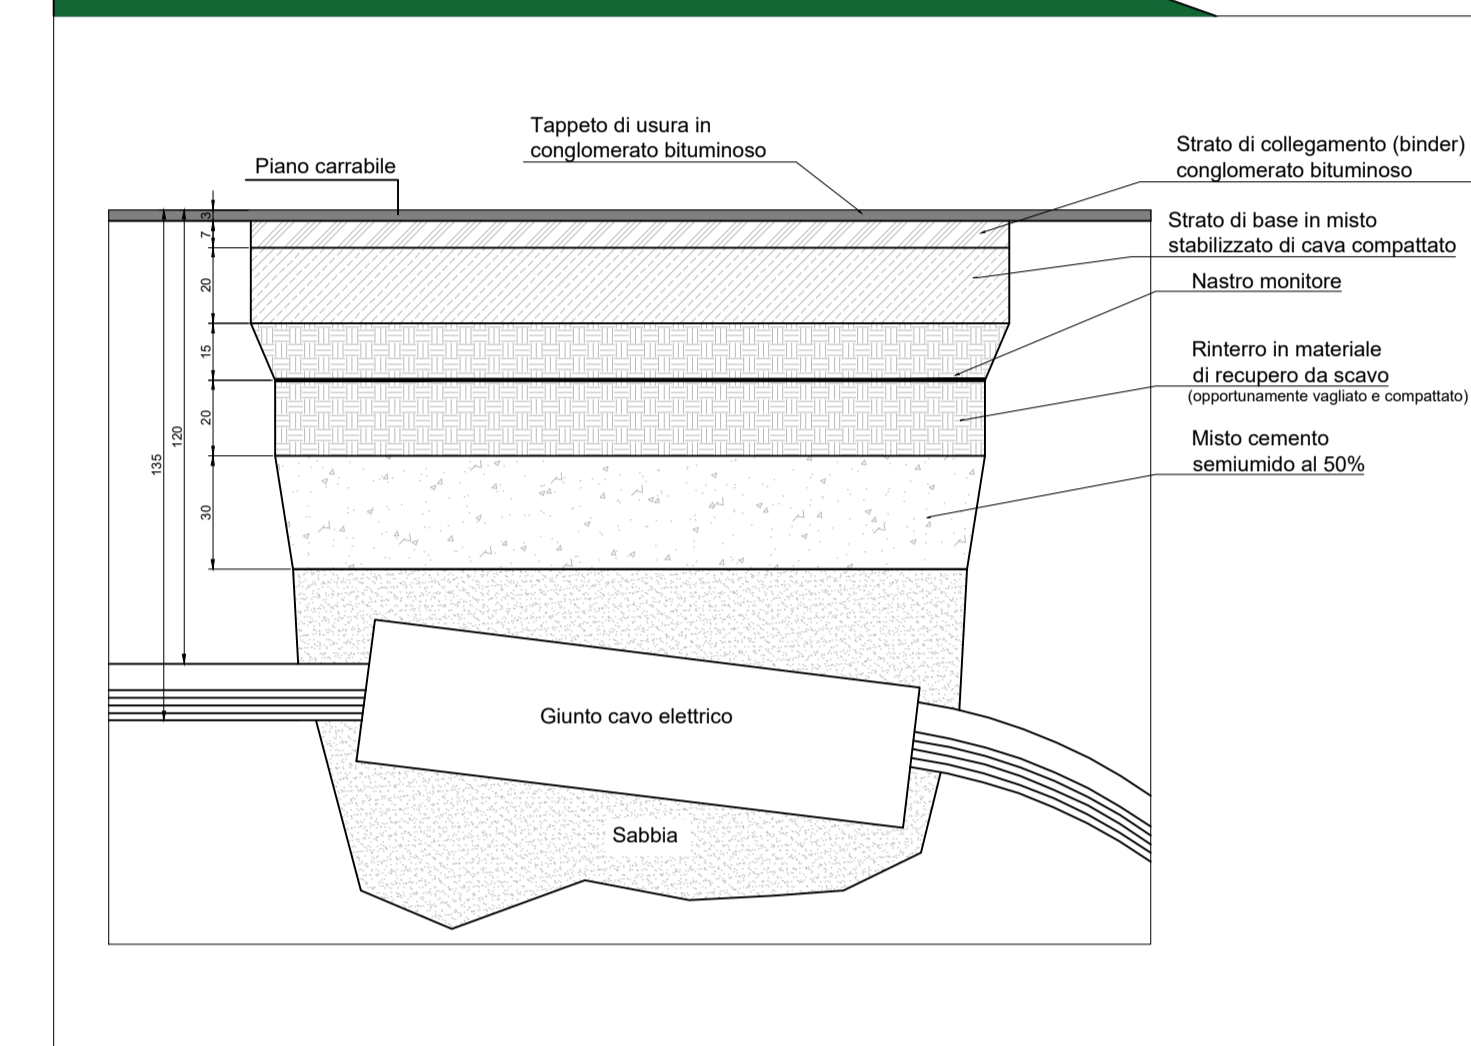 Tappeto di usura in
conglomerato bituminoso
Piano carrabile
Strato di collegamento (binder)
conglomerato bituminoso
Strato di base in misto
stabilizzato di cava compattato
Nastro monitore
Rinterro in materiale
di recupero da scavo
(opportunamente vagliato e compattato)
Misto cemento
semiumido al 50%
3
7
20
15
20
30
120
135
Giunto cavo elettrico
Sabbia